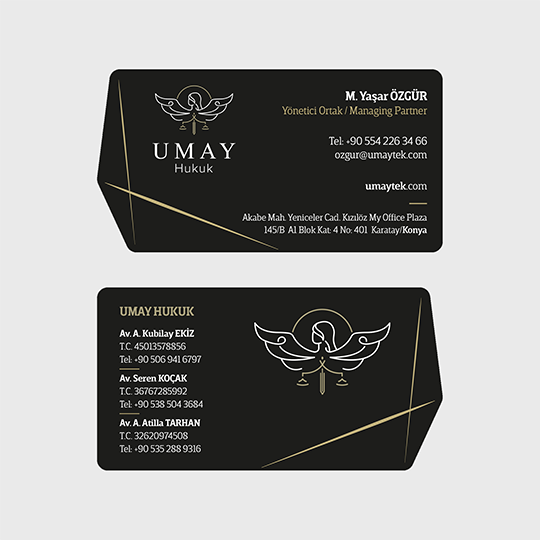 UMAY
Hukuk
M. Yaşar ÖZGÜR
Yönetici Ortak / Managing Partner
Tel: +90 554 226 34 66
ozgur@umaytek.com
umaytek.com
Akabe Mah. Yeniceler Cad. Kızılöz My Office Plaza
145/B A1 Blok Kat: 4 No: 401 Karatay/Konya
UMAY HUKUK
Av. A. Kubilay EKİZ
T.C. 45013578856
Tel: +90 506 941 6797
Av. Seren KOÇAK
T.C. 36767285992
Tel: +90 538 504 3684
Av. A. Atilla TARHAN
T.C. 32620974508
Tel: +90 535 288 9316